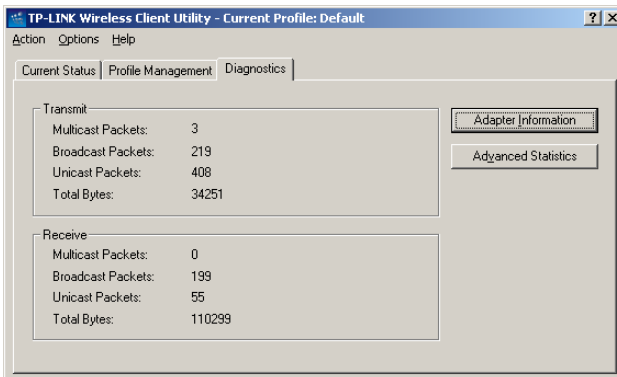 TP-LINK Wireless Client Utility - Current Profile: Default
Action Options Help
Current Status Profile Management Diagnostics
Transmit
Multicast Packets: 3
Broadcast Packets: 219
Unicast Packets: 408
Total Bytes: 34251
Adapter Information
Advanced Statistics
Receive
Multicast Packets: 0
Broadcast Packets: 199
Unicast Packets: 55
Total Bytes: 110299